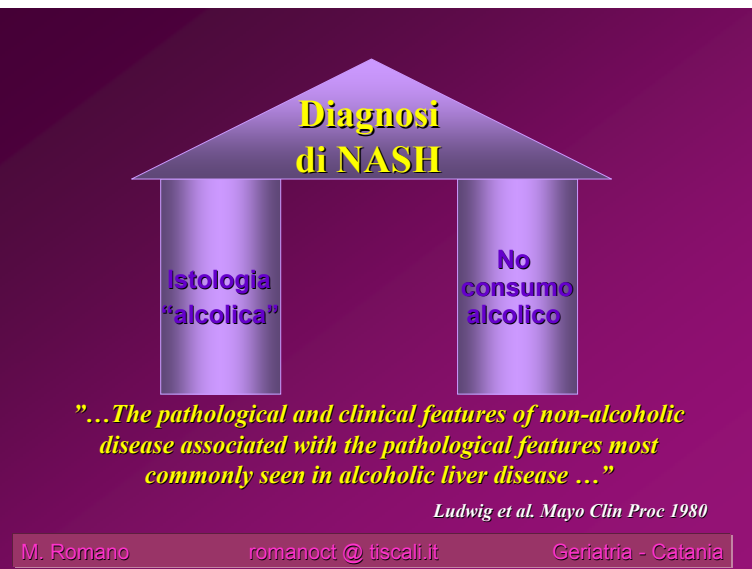 Diagnosi
di NASH
Istologia
“alcolica”
No
consumo
alcolico
”…The pathological and clinical features of non-alcoholic
disease associated with the pathological features most
commonly seen in alcoholic liver disease …”
Ludwig et al. Mayo Clin Proc 1980
M. Romano romanoct @ tiscali.it Geriatria - Catania